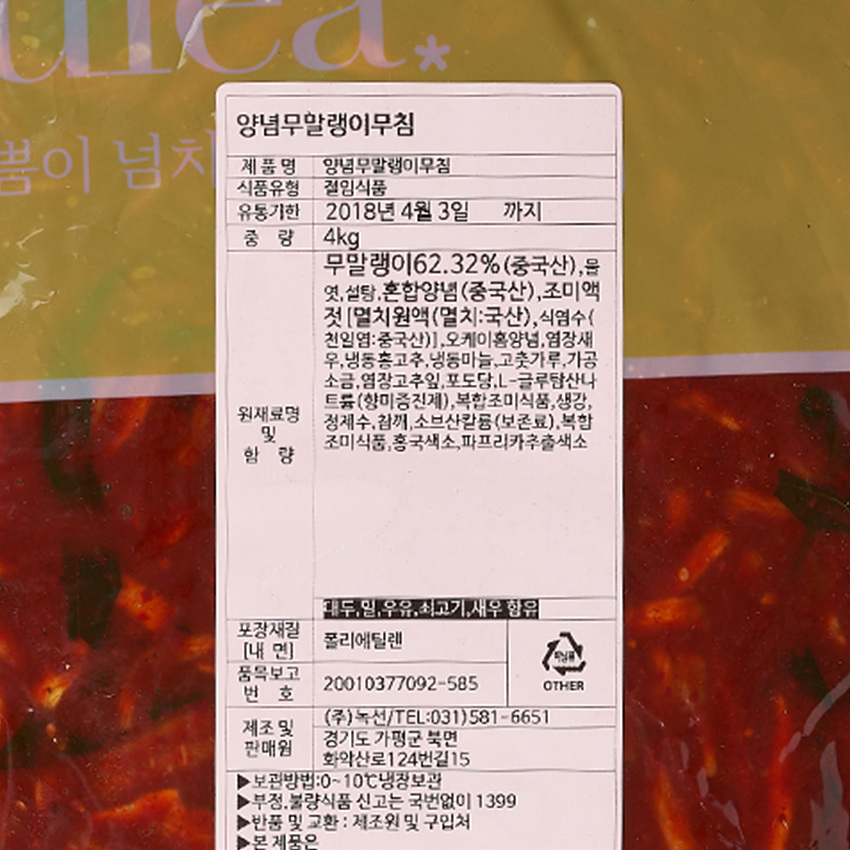 *
쁨이 넘치
양념무말랭이무침
제 품 명 양념무말랭이무침
식품유형 절임식품
유통기한 2018년 4월 3일 까지
중 량 4kg
무말랭이62.32%(중국산),물
엿,설탕,혼합양념(중국산),조미액
젓[멸치원액(멸치:국산),식염수(
천일염:중국산)],오케이홈양념,염장새
우,냉동홍고추,냉동마늘,고춧가루,가공
소금,염장고추잎,포도당,L-글루탐산나
트륨(향미증진제),복합조미식품,생강,
정제수,참깨,소브산칼륨(보존료),복합
조미식품,홍국색소,파프리카추출색소
원재료명
및
함 량
대두,밀,우유,쇠고기,새우 함유
포장재질
[내 면]
폴리에틸렌
품목보고
번 호
20010377092-585
비닐류
OTHER
제조 및
판매원
(주)녹선/TEL:031)581-6651
경기도 가평군 북면
화악산로124번길15
▶보관방법:0~10℃냉장보관
▶부정,불량식품 신고는 국번없이 1399
▶반품 및 교환 : 제조원 및 구입처
▶본 제품은